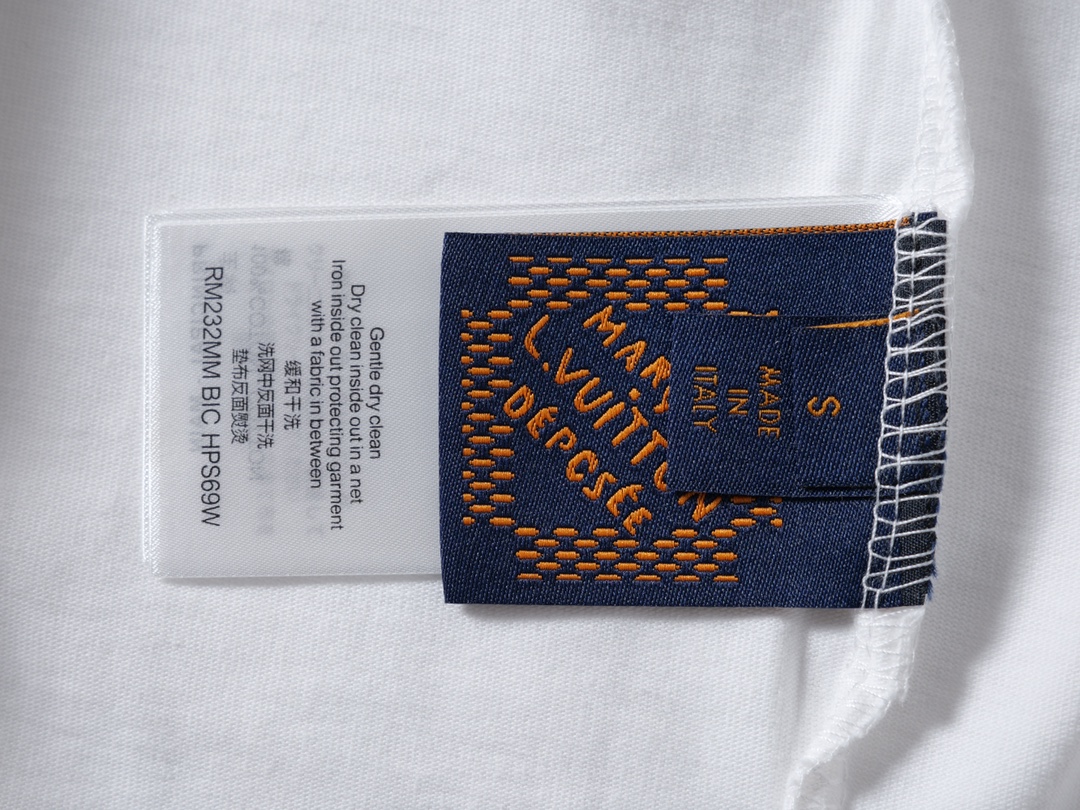 S
MADE
IN
ITALY
L.VUITTON
DÉPOSÉE
Gentle dry clean
Dry clean inside out in a net
Iron inside out protecting garment
with a fabric in between
缓和干洗
洗网中反面干洗
垫布反面熨烫
RM232MM BIC HPS69W